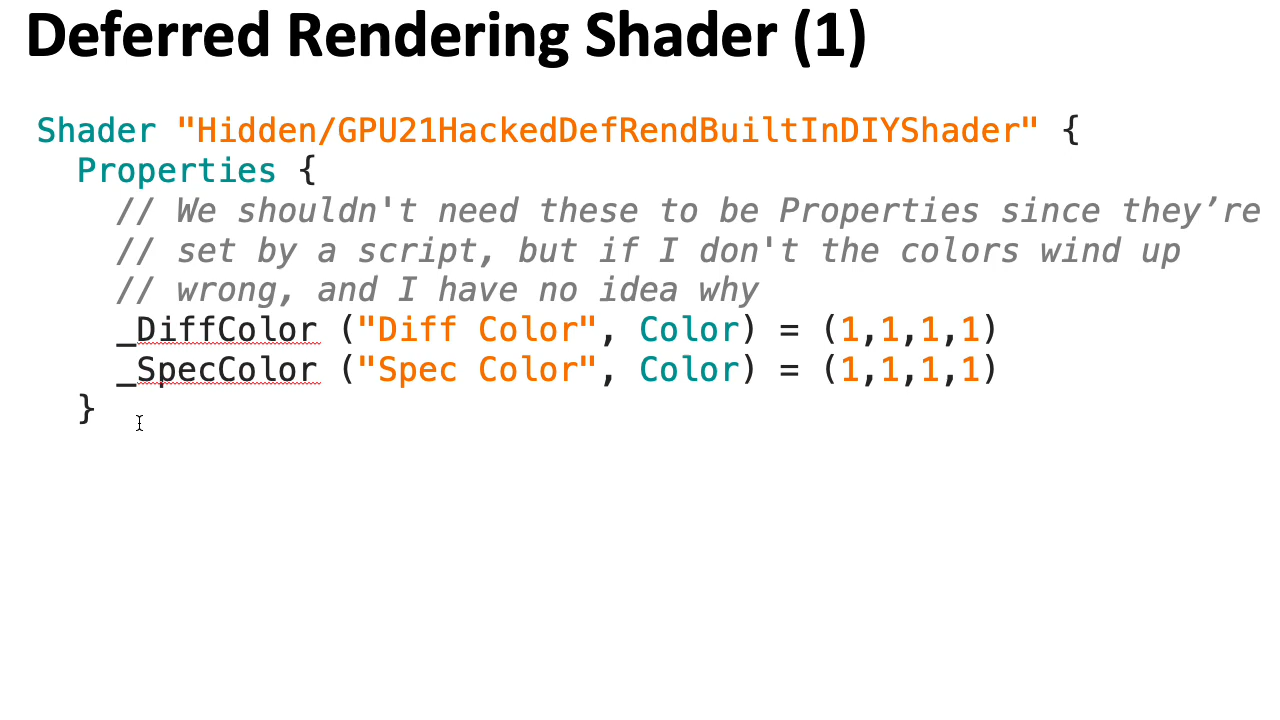 Deferred Rendering Shader (1)
Shader "Hidden/GPU21HackedDefRendBuiltInDIYShader" {
  Properties {
    // We shouldn't need these to be Properties since they’re
    // set by a script, but if I don't the colors wind up
    // wrong, and I have no idea why
    _DiffColor ("Diff Color", Color) = (1,1,1,1)
    _SpecColor ("Spec Color", Color) = (1,1,1,1)
  }